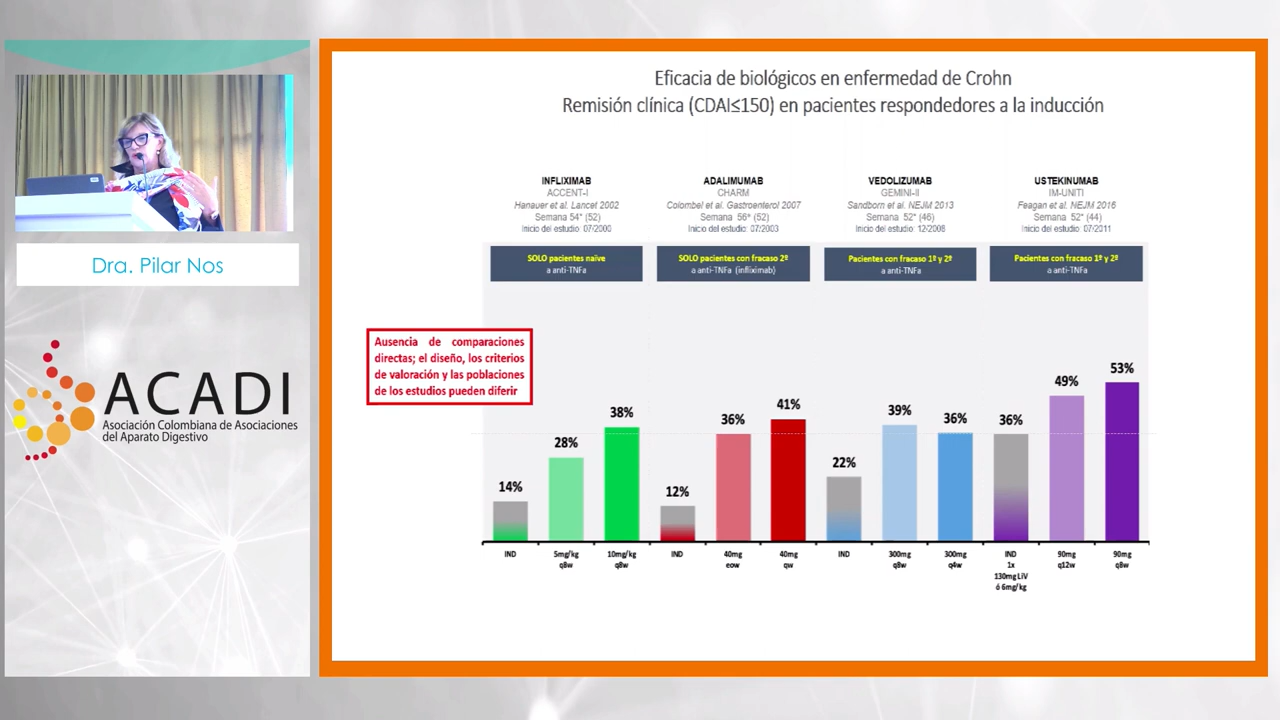 Eficacia de biológicos en enfermedad de Crohn
Remisión clínica (CDAI≤150) en pacientes respondedores a la inducción
INFLIXIMAB
ACCENT-I
Hanauer et al. Lancet 2002
Semana 54* (52)
Inicio del estudio: 07/2000
ADALIMUMAB
CHARM
Colombel et al. Gastroenterol 2007
Semana 56* (52)
Inicio del estudio: 07/2003
VEDOLIZUMAB
GEMINI-II
Sandborn et al. NEJM 2013
Semana 52* (46)
Inicio del estudio: 12/2008
USTEKINUMAB
IM-UNITI
Feagan et al. NEJM 2016
Semana 52* (44)
Inicio del estudio: 07/2011
SOLO pacientes naïve
a anti-TNFa
SOLO pacientes con fracaso 2º
a anti-TNFa (infliximab)
Pacientes con fracaso 1º y 2º
a anti-TNFa
Pacientes con fracaso 1º y 2º
a anti-TNFa
Ausencia de comparaciones
directas; el diseño, los criterios
de valoración y las poblaciones
de los estudios pueden diferir
14%
28%
38%
12%
36%
41%
22%
39%
36%
36%
49%
53%
IND
5mg/kg
q8w
10mg/kg
q8w
IND
40mg
eow
40mg
qw
IND
300mg
q8w
300mg
q4w
IND
1x
130mg LiV
ó 6mg/kg
90mg
q12w
90mg
q8w
Dra. Pilar Nos
ACADI
Asociación Colombiana de Asociaciones
del Aparato Digestivo